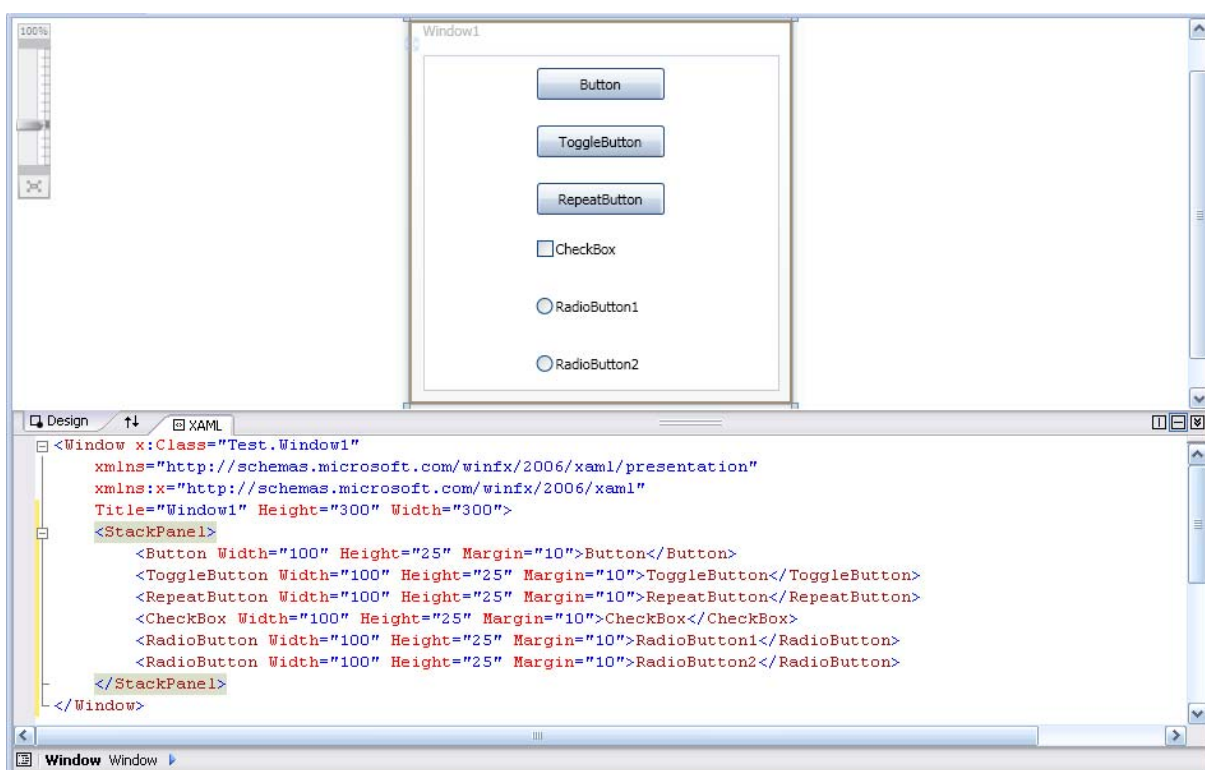 100%
Window1
Button
ToggleButton
RepeatButton
CheckBox
RadioButton1
RadioButton2
Design
XAML
<Window x:Class="Test.Window1"
xmlns="http://schemas.microsoft.com/winfx/2006/xaml/presentation"
xmlns:x="http://schemas.microsoft.com/winfx/2006/xaml"
Title="Window1" Height="300" Width="300">
<StackPanel>
<Button Width="100" Height="25" Margin="10">Button</Button>
<ToggleButton Width="100" Height="25" Margin="10">ToggleButton</ToggleButton>
<RepeatButton Width="100" Height="25" Margin="10">RepeatButton</RepeatButton>
<CheckBox Width="100" Height="25" Margin="10">CheckBox</CheckBox>
<RadioButton Width="100" Height="25" Margin="10">RadioButton1</RadioButton>
<RadioButton Width="100" Height="25" Margin="10">RadioButton2</RadioButton>
</StackPanel>
</Window>
Window Window